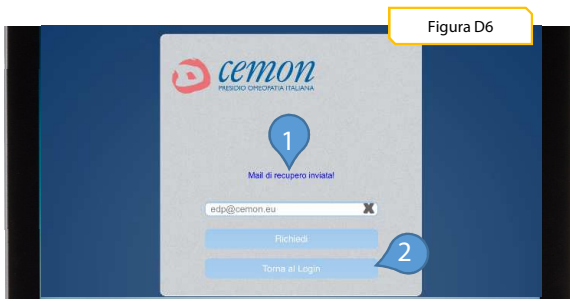 Figura D6
cemon
PRESIDIO OMEOPATIA ITALIANA
1
Mail di recupero inviata!
edp@cemon.eu
Richiedi
2
Torna al Login